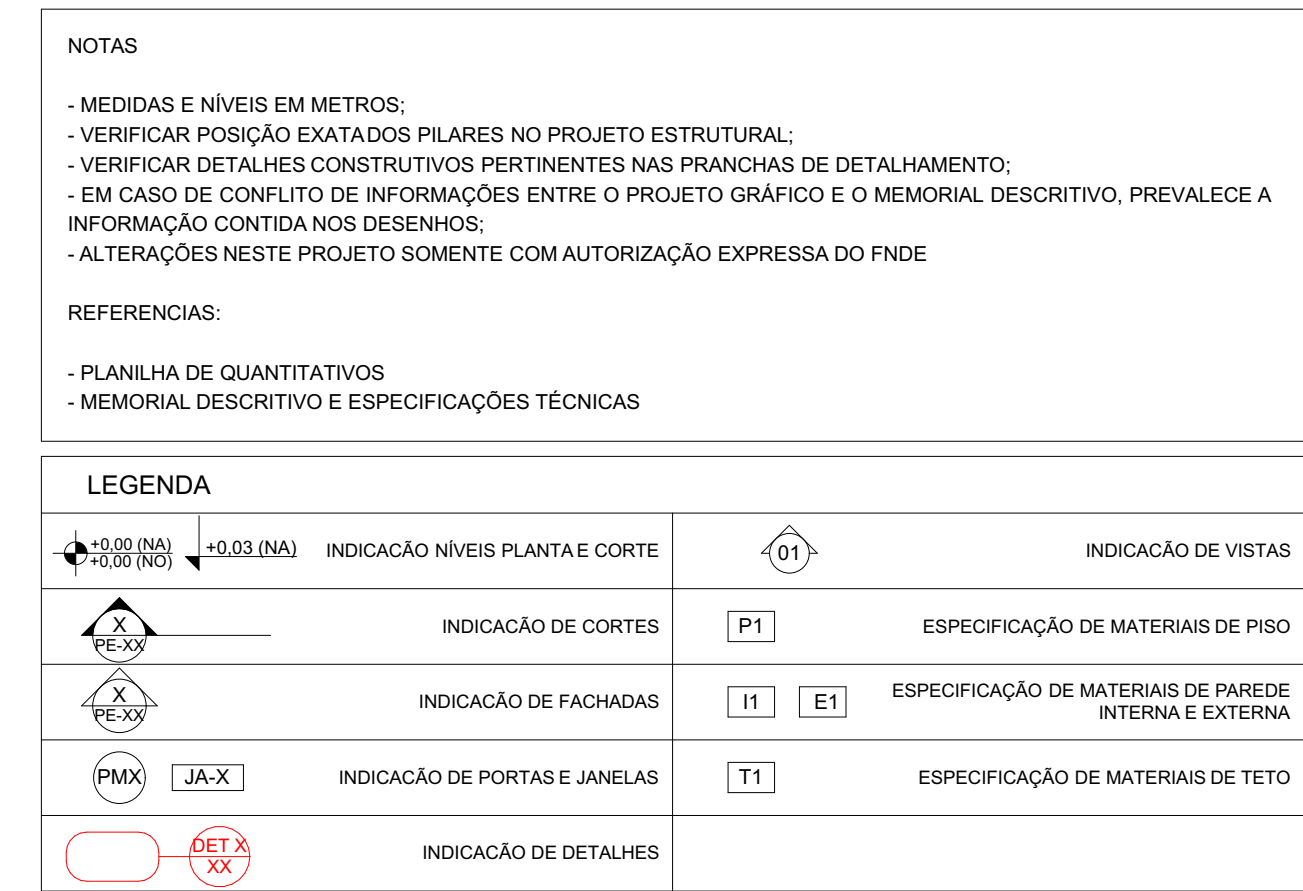 NOTAS
- MEDIDAS E NÍVEIS EM METROS;
- VERIFICAR POSIÇÃO EXATA DOS PILARES NO PROJETO ESTRUTURAL;
- VERIFICAR DETALHES CONSTRUTIVOS PERTINENTES NAS PRANCHAS DE DETALHAMENTO;
- EM CASO DE CONFLITO DE INFORMAÇÕES ENTRE O PROJETO GRÁFICO E O MEMORIAL DESCRITIVO, PREVALECE A
INFORMAÇÃO CONTIDA NOS DESENHOS;
- ALTERAÇÕES NESTE PROJETO SOMENTE COM AUTORIZAÇÃO EXPRESSA DO FNDE
REFERENCIAS:
- PLANILHA DE QUANTITATIVOS
- MEMORIAL DESCRITIVO E ESPECIFICAÇÕES TÉCNICAS
LEGENDA
+0,00 (NA)
+0,00 (NO)
+0,03 (NA)
INDICACÃO NÍVEIS PLANTA E CORTE
01
INDICACÃO DE VISTAS
X
PE-XX
INDICACÃO DE CORTES
P1
ESPECIFICAÇÃO DE MATERIAIS DE PISO
X
PE-XX
INDICACÃO DE FACHADAS
I1
E1
ESPECIFICAÇÃO DE MATERIAIS DE PAREDE
INTERNA E EXTERNA
PMX
JA-X
INDICACÃO DE PORTAS E JANELAS
T1
ESPECIFICAÇÃO DE MATERIAIS DE TETO
DET X
XX
INDICACÃO DE DETALHES